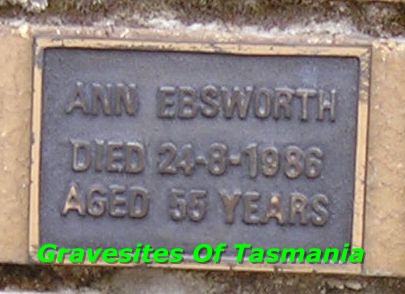 ANN EBSWORTH
DIED 24-8-1986
AGED 55 YEARS
Gravesites Of Tasmania